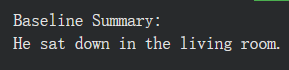 Baseline Summary:
He sat down in the living room.